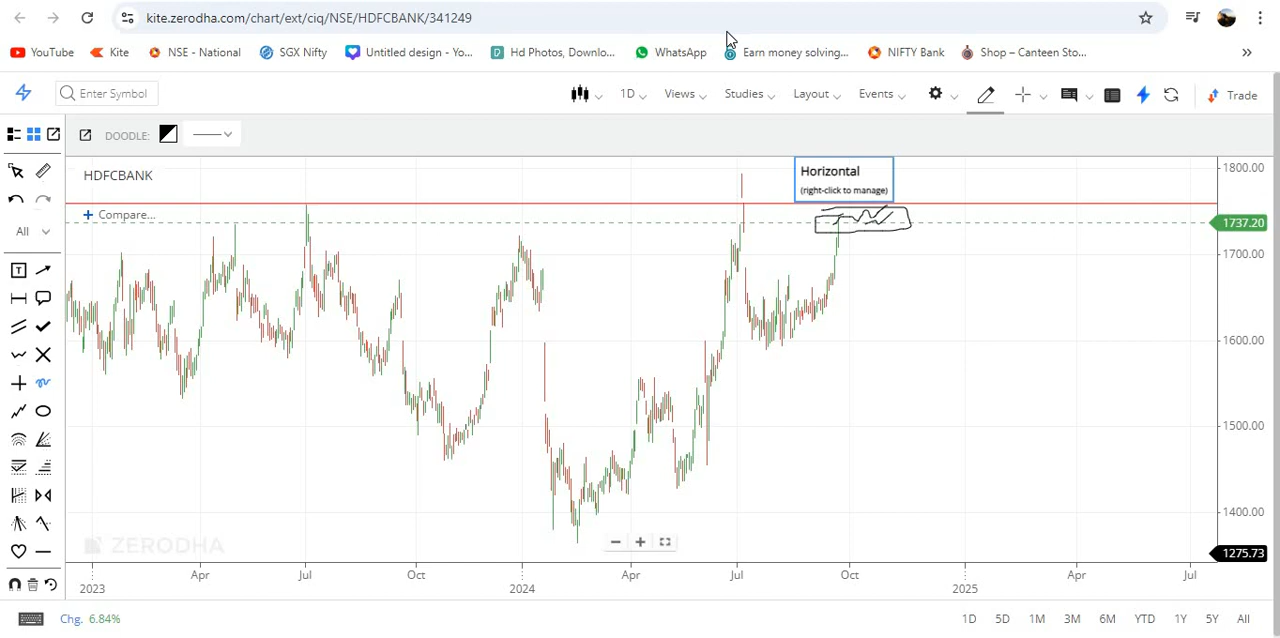 kite.zerodha.com/chart/ext/ciq/NSE/HDFCBANK/341249
YouTube Kite NSE - National SGX Nifty Untitled design - Yo... Hd Photos, Downlo... WhatsApp Earn money solving... NIFTY Bank Shop – Canteen Sto... »
Enter Symbol 1D Views Studies Layout Events Trade
DOODLE:
HDFCBANK
Horizontal
(right-click to manage)
1800.00
Compare...
1737.20
All
1700.00
1600.00
1500.00
1400.00
ZERODHA
1275.73
Apr Jul Oct Apr Jul Oct Apr Jul
2023 2024 2025
Chg. 6.84% 1D 5D 1M 3M 6M YTD 1Y 5Y All